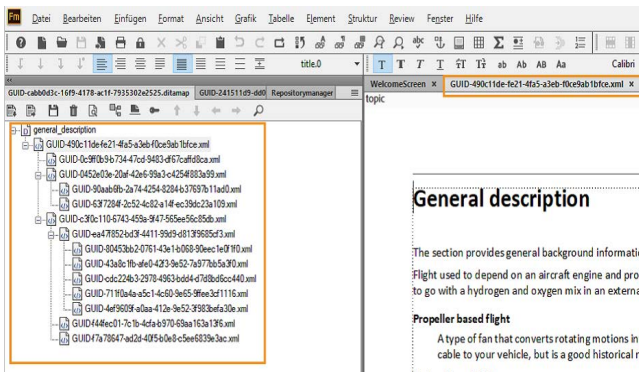 Fm Datei Bearbeiten Einfügen Format Ansicht Grafik Tabelle Element Struktur Review Fenster Hilfe
title.0 T T T T TT Tt ab Ab AB Aa Calibri
GUID-cabb0d3c-16f9-4178-ac1f-7935302e2525.ditamap GUID-241511d9-dd0 Repositorymanager
WelcomeScreen × GUID-490c11de-fe21-4fa5-a3eb-f0ce9ab1bfce.xml ×
topic
general_description
GUID-490c11de-fe21-4fa5-a3eb-f0ce9ab1bfce.xml
GUID-0c9ff0b9-b734-47cd-9483-df67caffd8ca.xml
GUID-0452e03e-20af-42e6-99a3-c4254f883a99.xml
GUID-90aab6fb-2a74-4254-8284-b37697b11ad0.xml
GUID-63f7284f-2c52-4c82-a14f-ec39dc23a109.xml
GUID-c3f0c110-6743-459a-9f47-565ee56c85db.xml
GUID-ea47f852-bd3f-4411-99d9-d813f9685cf3.xml
GUID-80453bb2-0761-43e1-b068-90eec1e0f1f0.xml
GUID-43a8c1fb-afe0-42f3-9e52-7a977bb5a3f0.xml
GUID-cdc224b3-2978-4963-bdd4-d7d8bd6cc440.xml
GUID-711f0a4a-a5c1-4c60-9e65-9ffee3cf1116.xml
GUID-4ef9609f-a0aa-412e-9e52-3f983befa30e.xml
GUID-f44fec01-7c1b-4cfa-b970-69aa163a13f6.xml
GUID-f7a78647-ad2d-40f5-b0e8-c5ee6839e3ac.xml
General description
The section provides general background informati
Flight used to depend on an aircraft engine and pro
to go with a hydrogen and oxygen mix in an externa
Propeller based flight
A type of fan that converts rotating motions in
cable to your vehicle, but is a good historical r